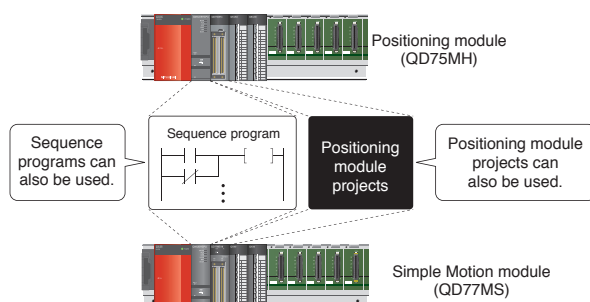 Positioning module
(QD75MH)
Sequence
programs can
also be used.
Sequence program
Positioning
module
projects
Positioning module
projects can
also be used.
Simple Motion module
(QD77MS)